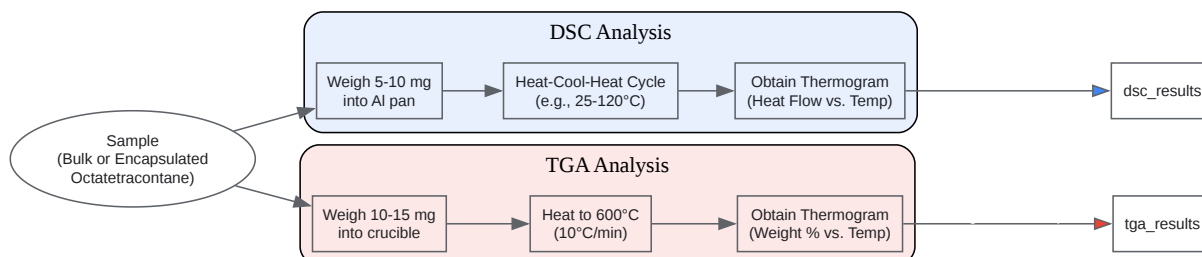 DSC Analysis
Weigh 5-10 mg
into Al pan
Heat-Cool-Heat Cycle
(e.g., 25-120°C)
Obtain Thermogram
(Heat Flow vs. Temp)
dsc_results
Sample
(Bulk or Encapsulated
Octatetracontane)
TGA Analysis
Weigh 10-15 mg
into crucible
Heat to 600°C
(10°C/min)
Obtain Thermogram
(Weight % vs. Temp)
tga_results